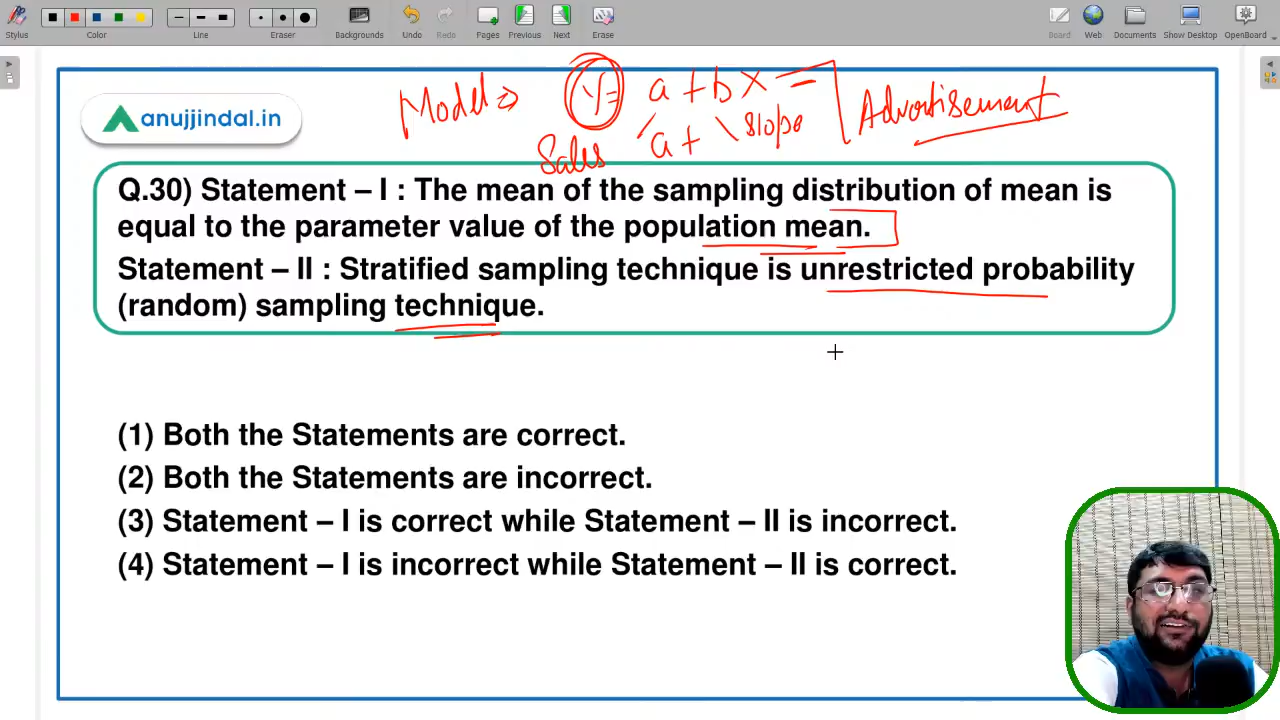 Stylus
Color
Line
Eraser
Backgrounds
Undo
Redo
Pages
Previous
Next
Erase
Board
Web
Documents
Show Desktop
OpenBoard
Model → Y= a + b X =
Advertisement
a + slope
Sales
anujjindal.in
Q.30) Statement – I : The mean of the sampling distribution of mean is
equal to the parameter value of the population mean.
Statement – II : Stratified sampling technique is unrestricted probability
(random) sampling technique.
(1) Both the Statements are correct.
(2) Both the Statements are incorrect.
(3) Statement – I is correct while Statement – II is incorrect.
(4) Statement – I is incorrect while Statement – II is correct.